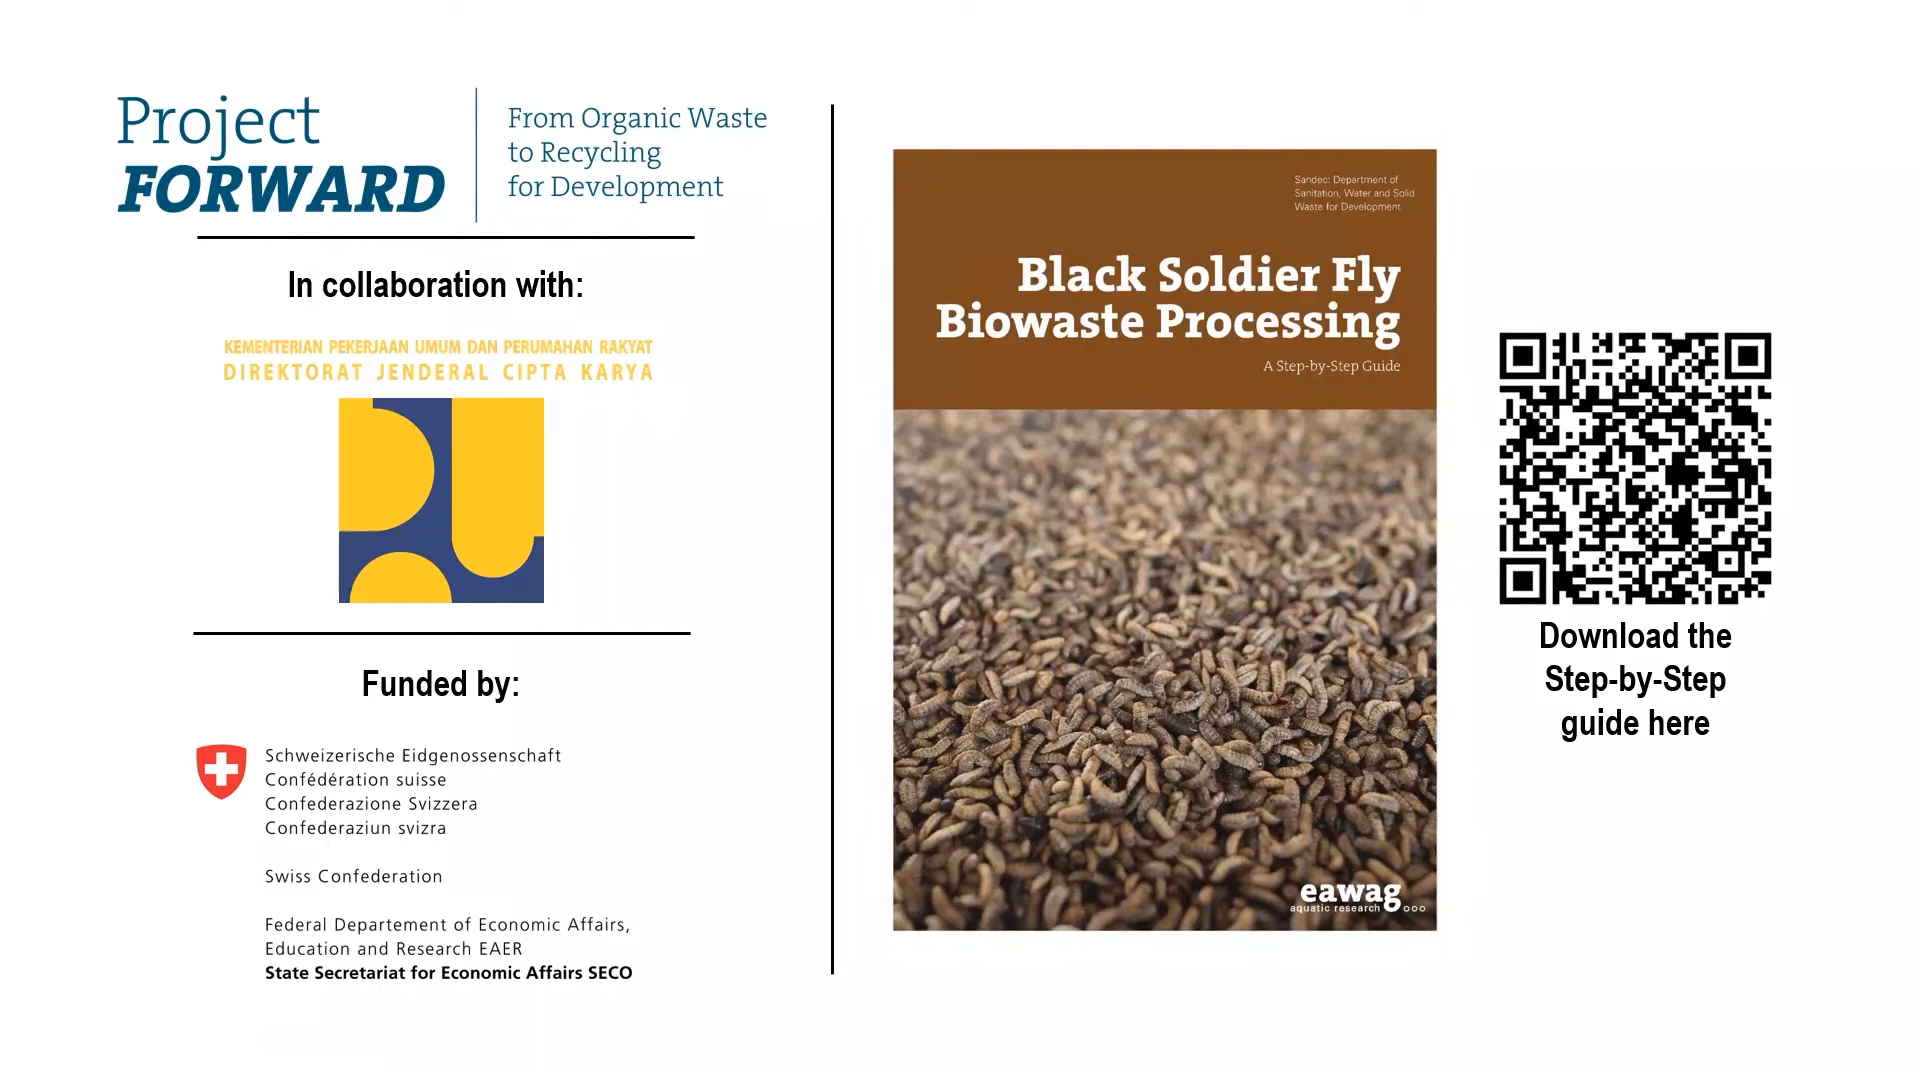 Project
FORWARD
From Organic Waste
to Recycling
for Development
In collaboration with:
KEMENTERIAN PEKERJAAN UMUM DAN PERUMAHAN RAKYAT
DIREKTORAT JENDERAL CIPTA KARYA
Funded by:
Schweizerische Eidgenossenschaft
Confédération suisse
Confederazione Svizzera
Confederaziun svizra
Swiss Confederation
Federal Departement of Economic Affairs,
Education and Research EAER
State Secretariat for Economic Affairs SECO
Sandec: Department of
Sanitation, Water and Solid
Waste for Development
Black Soldier Fly
Biowaste Processing
A Step-by-Step Guide
eawag
aquatic research
Download the
Step-by-Step
guide here